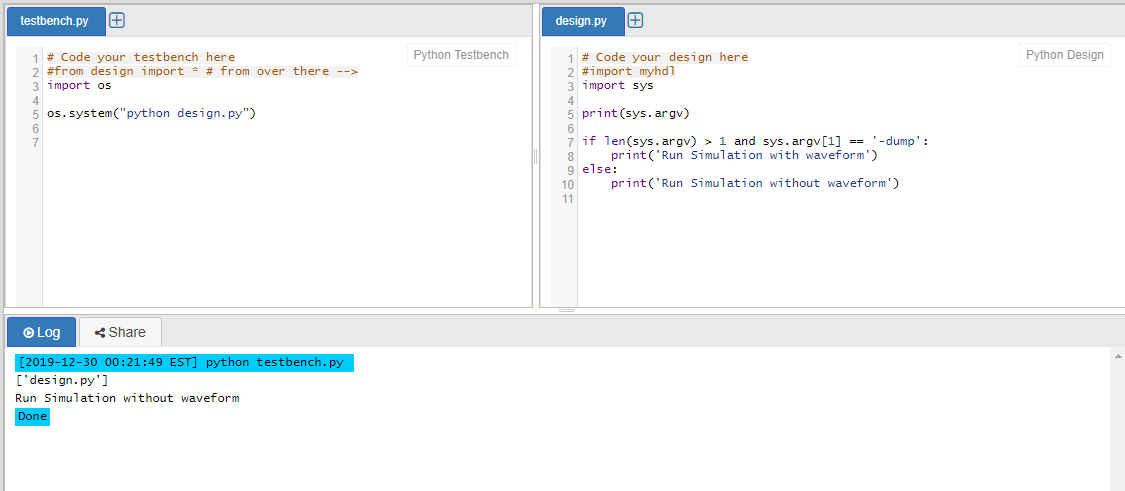 testbench.py
Python Testbench
1 # Code your testbench here
2 #from design import * # from over there -->
3 import os
4
5 os.system("python design.py")
6
7
design.py
Python Design
1 # Code your design here
2 #import myhdl
3 import sys
4
5 print(sys.argv)
6
7 if len(sys.argv) > 1 and sys.argv[1] == '-dump':
8     print('Run Simulation with waveform')
9 else:
10     print('Run Simulation without waveform')
11
Log
Share
[2019-12-30 00:21:49 EST] python testbench.py
['design.py']
Run Simulation without waveform
Done